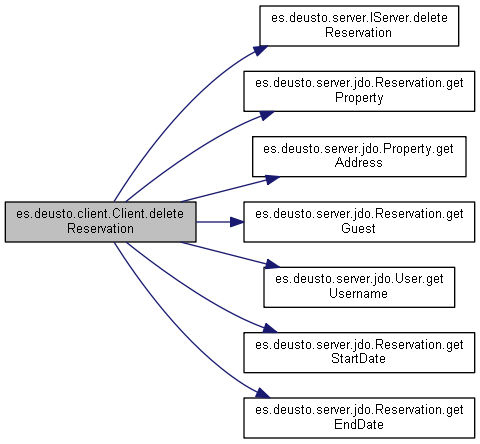 es.deusto.client.Client.delete
Reservation
es.deusto.server.IServer.delete
Reservation
es.deusto.server.jdo.Reservation.get
Property
es.deusto.server.jdo.Property.get
Address
es.deusto.server.jdo.Reservation.get
Guest
es.deusto.server.jdo.User.get
Username
es.deusto.server.jdo.Reservation.get
StartDate
es.deusto.server.jdo.Reservation.get
EndDate